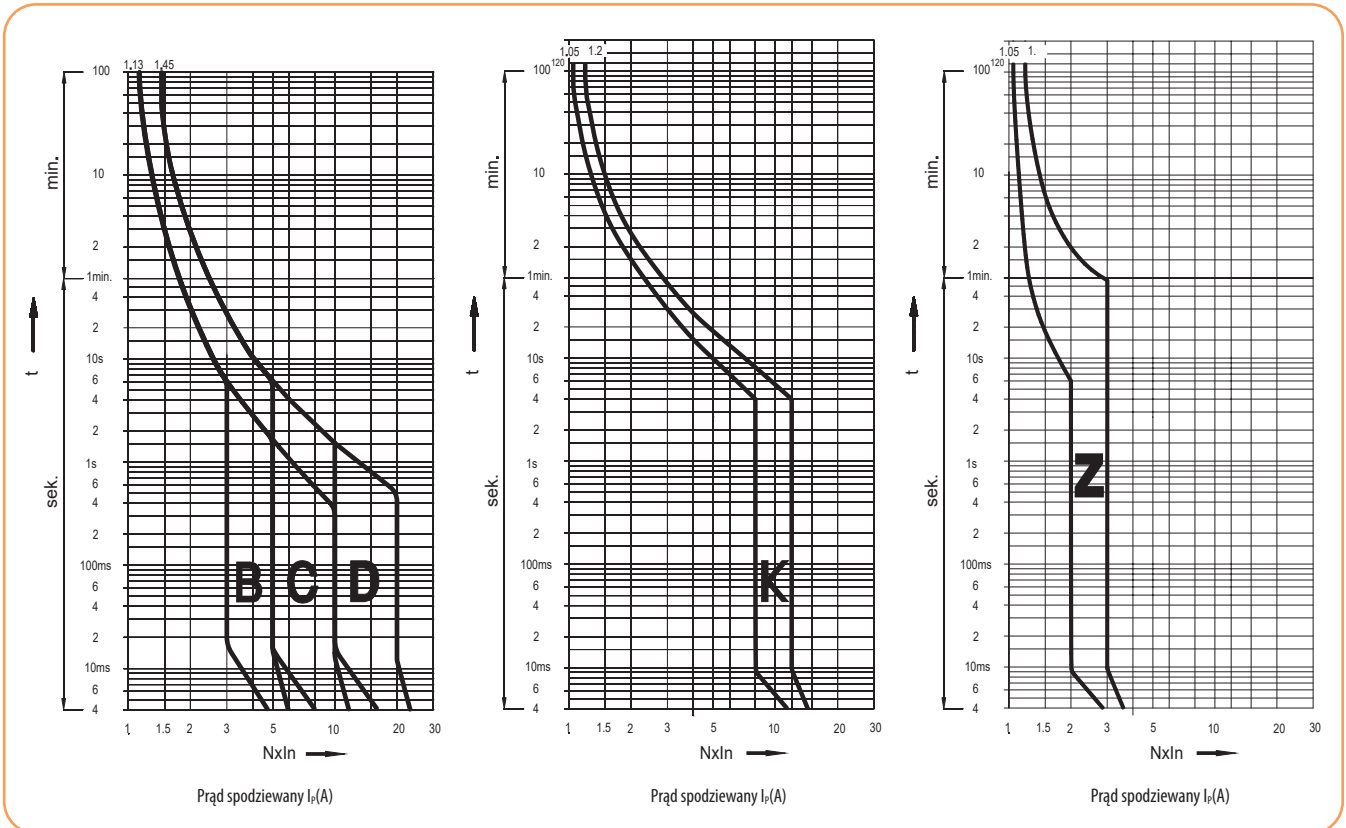 1.13 1.45
100
10
2
1min.
4
2
10s
6
4
2
1s
6
4
2
100ms
6
4
2
10ms
6
4
min.
sek.
t
B C D
1. 1.5 2 3 5 10 20 30
NxIn
Prąd spodziewany Iₚ(A)
1.05 1.2
100 120
10
2
1min.
4
2
10s
6
4
2
1s
6
4
2
100ms
6
4
2
10ms
6
4
min.
sek.
t
K
1 1.5 2 5 10 20 30
NxIn
Prąd spodziewany Iₚ(A)
1.05 1.
100 120
10
2
1min.
4
2
10s
6
4
2
1s
6
4
2
100ms
6
4
2
10ms
6
4
min.
sek.
t
Z
1 1.5 2 3 5 10 20 30
NxIn
Prąd spodziewany Iₚ(A)